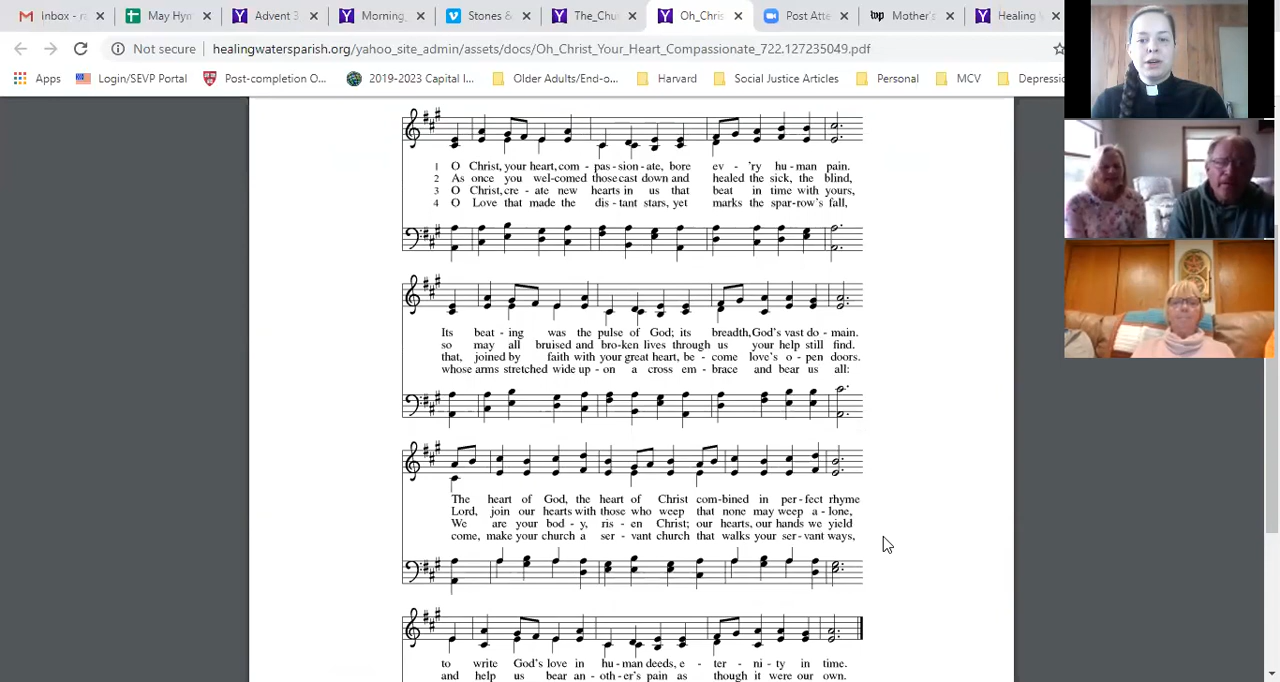 inbox - r
May Hym
Advent 3
Morning
Stones &
The_Chu
Oh_Chris
Post Atte
Mother's
Healing W
Not secure
healingwatersparish.org/yahoo_site_admin/assets/docs/Oh_Christ_Your_Heart_Compassionate_722.127235049.pdf
Apps
Login/SEVP Portal
Post-completion O...
2019-2023 Capital I...
Older Adults/End-o...
Harvard
Social Justice Articles
Personal
MCV
Depressio
1 O Christ, your heart, com - pas - sion - ate, bore ev - 'ry hu - man pain.
2 As once you wel-comed those cast down and healed the sick, the blind,
3 O Christ, cre - ate new hearts in us that beat in time with yours,
4 O Love that made the dis - tant stars, yet marks the spar-row's fall,
Its beat - ing was the pulse of God; its breadth, God's vast do - main.
so may all bruised and bro-ken lives through us your help still find.
that, joined by faith with your great heart, be - come love's o - pen doors.
whose arms stretched wide up - on a cross em - brace and bear us all:
The heart of God, the heart of Christ com-bined in per - fect rhyme
Lord, join our hearts with those who weep that none may weep a - lone,
We are your bod - y, ris - en Christ; our hearts, our hands we yield
come, make your church a ser - vant church that walks your ser - vant ways,
to write God's love in hu - man deeds, e - ter - ni - ty in time.
and help us bear an - oth - er's pain as though it were our own.